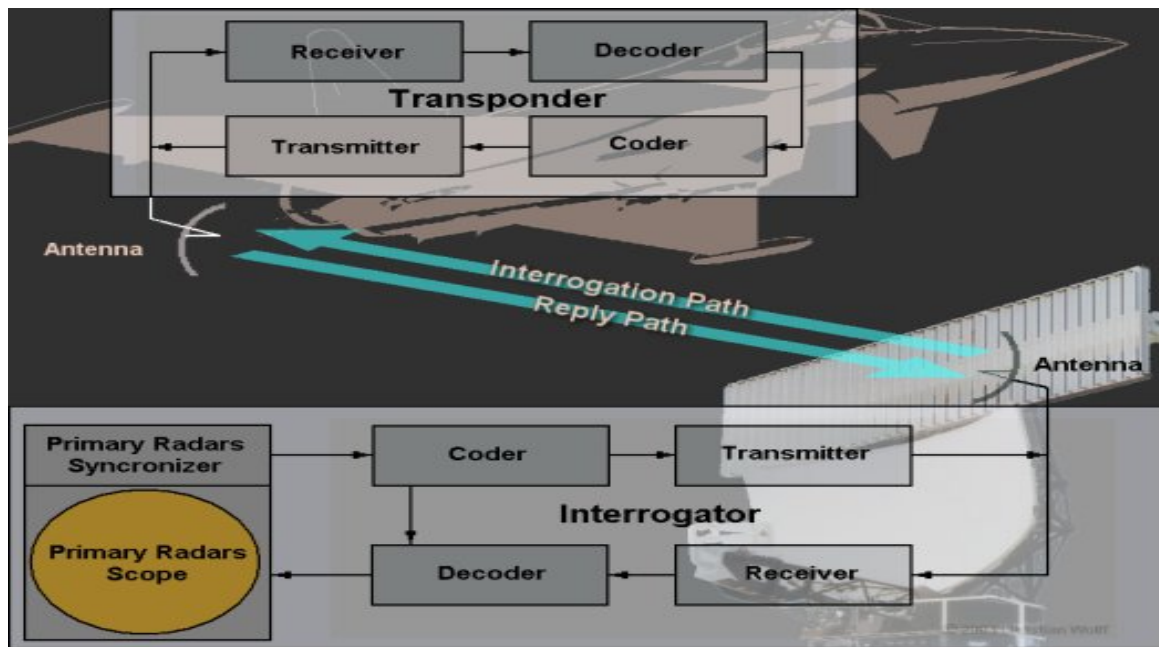 Receiver
Decoder
Transponder
Transmitter
Coder
Antenna
Interrogation Path
Reply Path
Antenna
Primary Radars
Syncronizer
Coder
Transmitter
Interrogator
Primary Radars
Scope
Decoder
Receiver